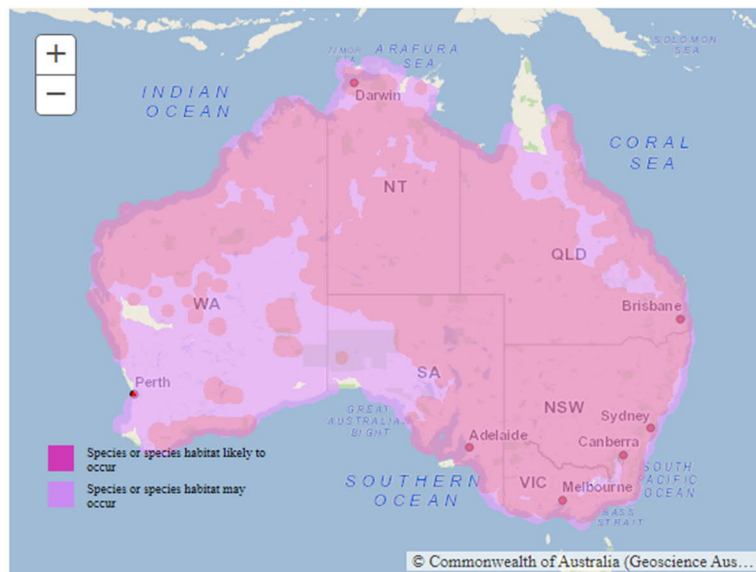 +
−
TIMOR
SEA
ARAFURA
SEA
SOLOMON
SEA
INDIAN
OCEAN
Darwin
CORAL
SEA
NT
QLD
WA
Brisbane
SA
Perth
NSW
GREAT
AUSTRALIAN
BIGHT
Sydney
Adelaide
Canberra
SOUTHERN
OCEAN
VIC
Melbourne
SOUTH
PACIFIC
OCEAN
BASS
STRAIT
Species or species habitat likely to
occur
Species or species habitat may
occur
© Commonwealth of Australia (Geoscience Aus…